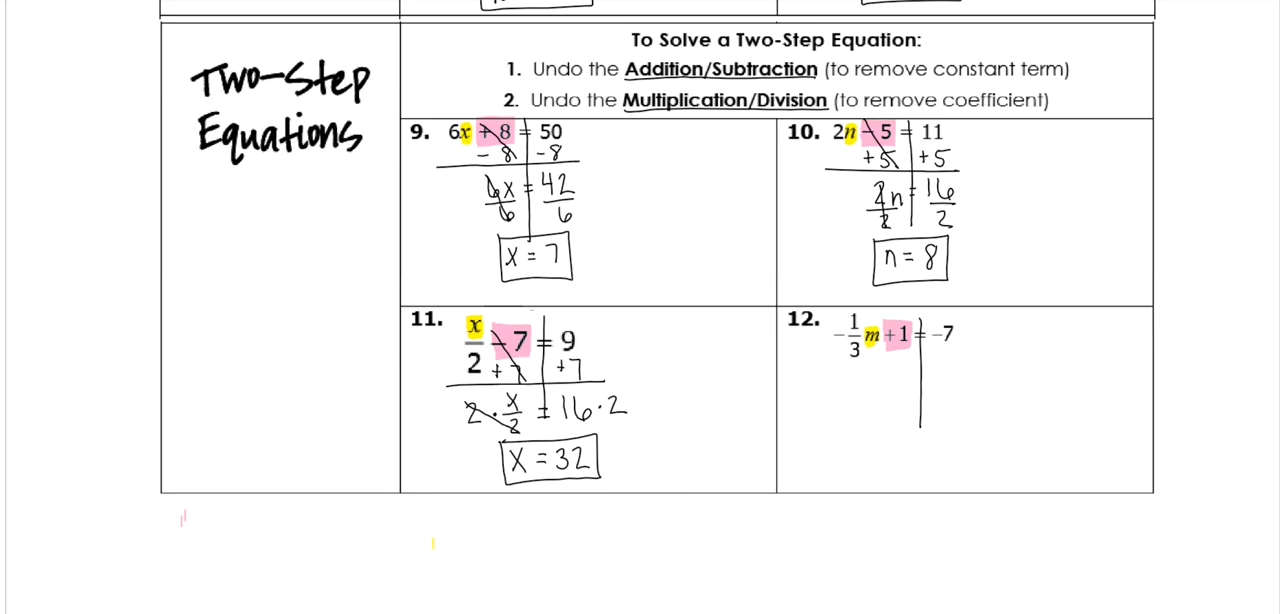 Two-Step
Equations
To Solve a Two-Step Equation:
1. Undo the Addition/Subtraction (to remove constant term)
2. Undo the Multiplication/Division (to remove coefficient)
9. 6x + 8 = 50
- 8 -8
6x/6 = 42/6
x = 7
10. 2n - 5 = 11
+5 +5
2n/2 = 16/2
n = 8
11. x/2 - 7 = 9
+7 +7
2 · x/2 = 16 · 2
x = 32
12. -1/3 m + 1 = -7